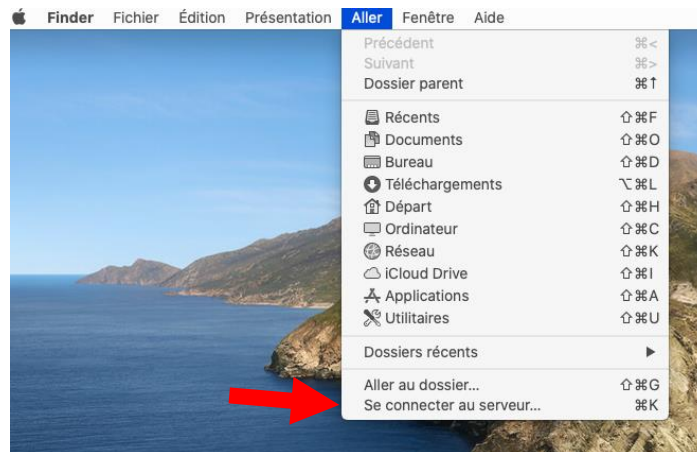 Finder Fichier Édition Présentation Aller Fenêtre Aide
Précédent ⌘<
Suivant ⌘>
Dossier parent ⌘↑
Récents ⇧⌘F
Documents ⇧⌘O
Bureau ⇧⌘D
Téléchargements ⌥⌘L
Départ ⇧⌘H
Ordinateur ⇧⌘C
Réseau ⇧⌘K
iCloud Drive ⇧⌘I
Applications ⇧⌘A
Utilitaires ⇧⌘U
Dossiers récents ▶
Aller au dossier... ⇧⌘G
Se connecter au serveur... ⌘K